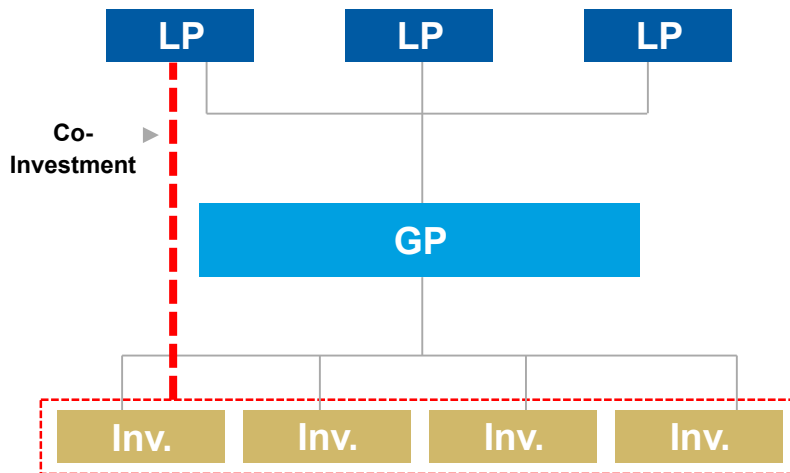 LP
LP
LP
Co-
Investment
GP
Inv.
Inv.
Inv.
Inv.